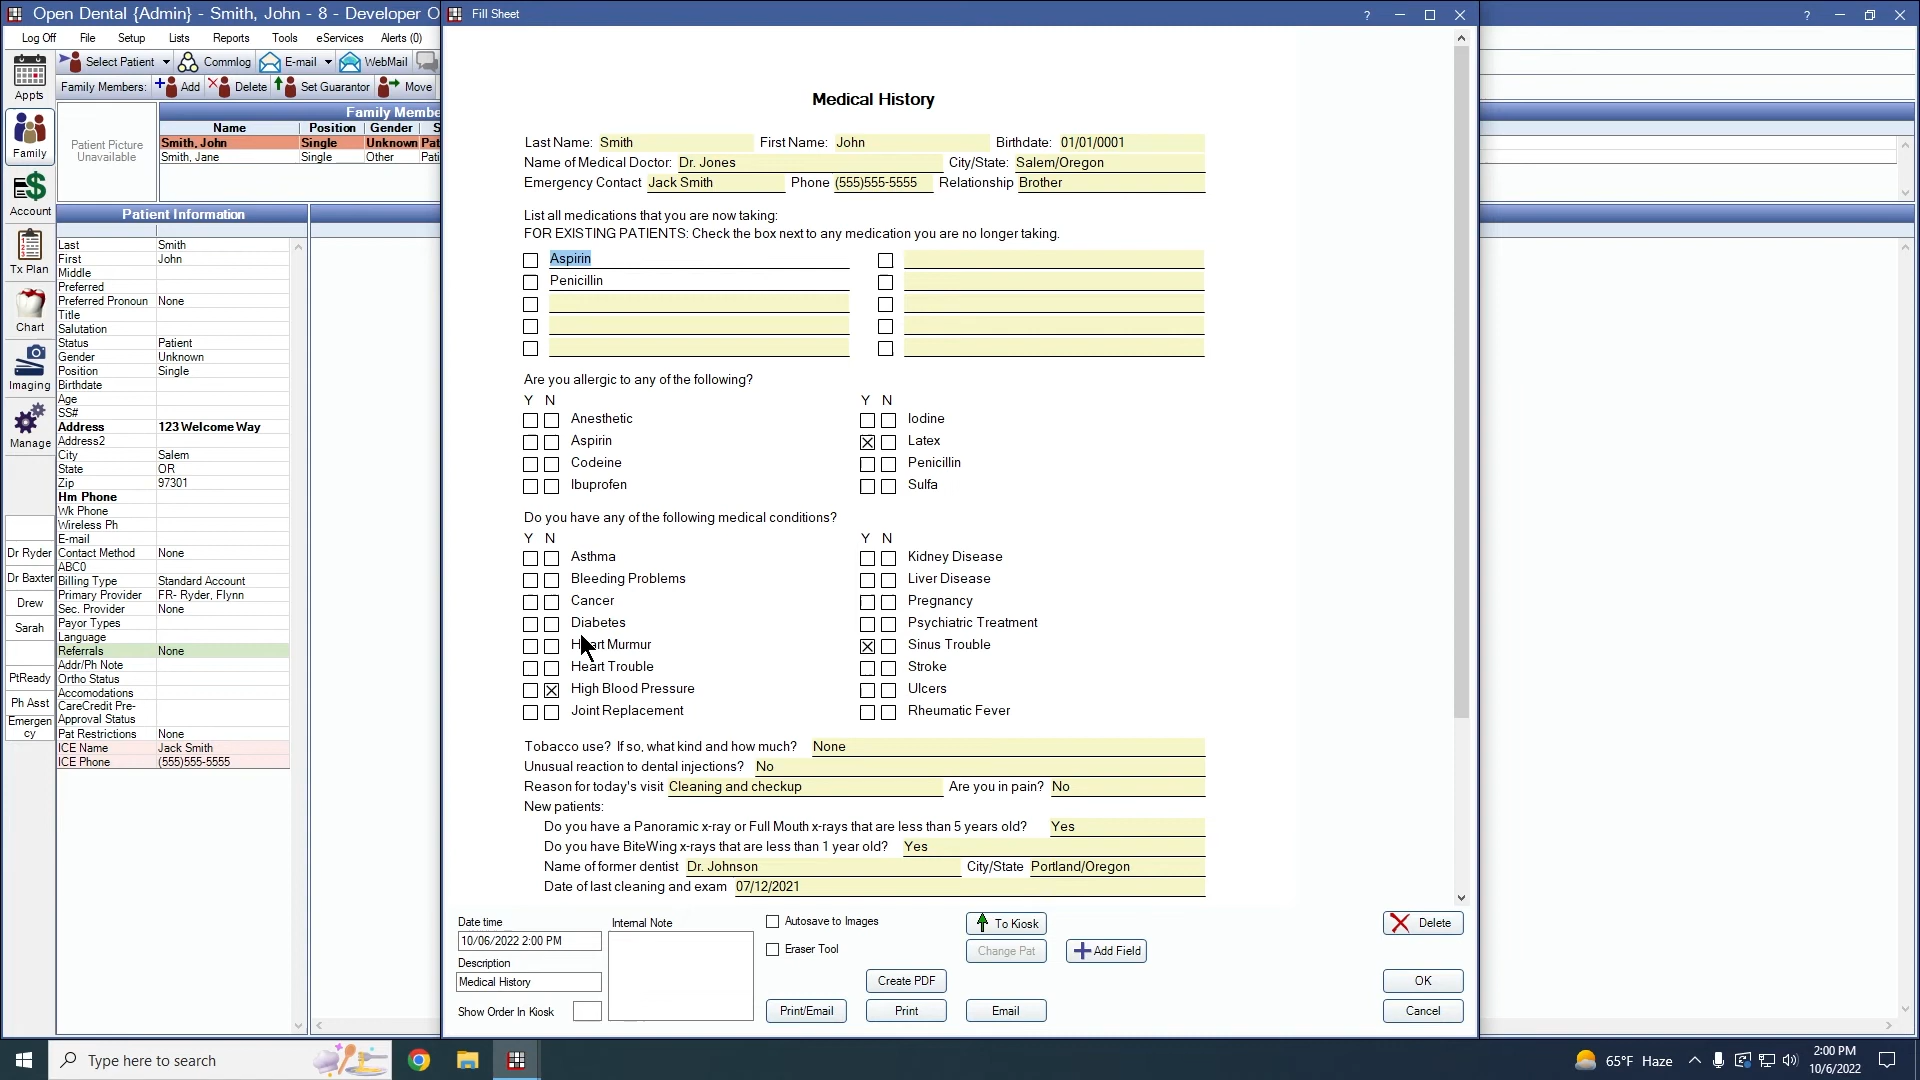 Open Dental {Admin} - Smith, John - 8 - Developer O
Log Off File Setup Lists Reports Tools eServices Alerts (0)
Select Patient Commlog E-mail WebMail
Family Members: Add Delete Set Guarantor Move
Appts
Family
Account
Tx Plan
Chart
Imaging
Manage
Dr Ryder
Dr Baxter
Drew
Sarah
PtReady
Ph Asst
Emergen
cy
Patient Picture
Unavailable
Family Membe
Name Position Gender S
Smith, John Single Unknown Pat
Smith, Jane Single Other Pati
Patient Information
Last Smith
First John
Middle
Preferred
Preferred Pronoun None
Title
Salutation
Status Patient
Gender Unknown
Position Single
Birthdate
Age
SS#
Address 123 Welcome Way
Address2
City Salem
State OR
Zip 97301
Hm Phone
Wk Phone
Wireless Ph
E-mail
Contact Method None
ABC0
Billing Type Standard Account
Primary Provider FR- Ryder, Flynn
Sec. Provider None
Payor Types
Language
Referrals None
Addr/Ph Note
Ortho Status
Accomodations
CareCredit Pre-
Approval Status
Pat Restrictions None
ICE Name Jack Smith
ICE Phone (555)555-5555
Fill Sheet
Medical History
Last Name: Smith First Name: John Birthdate: 01/01/0001
Name of Medical Doctor: Dr. Jones City/State: Salem/Oregon
Emergency Contact Jack Smith Phone (555)555-5555 Relationship Brother
List all medications that you are now taking:
FOR EXISTING PATIENTS: Check the box next to any medication you are no longer taking.
Aspirin
Penicillin
Are you allergic to any of the following?
Y N Y N
Anesthetic Iodine
Aspirin Latex
Codeine Penicillin
Ibuprofen Sulfa
Do you have any of the following medical conditions?
Y N Y N
Asthma Kidney Disease
Bleeding Problems Liver Disease
Cancer Pregnancy
Diabetes Psychiatric Treatment
Heart Murmur Sinus Trouble
Heart Trouble Stroke
High Blood Pressure Ulcers
Joint Replacement Rheumatic Fever
Tobacco use? If so, what kind and how much? None
Unusual reaction to dental injections? No
Reason for today's visit Cleaning and checkup Are you in pain? No
New patients:
Do you have a Panoramic x-ray or Full Mouth x-rays that are less than 5 years old? Yes
Do you have BiteWing x-rays that are less than 1 year old? Yes
Name of former dentist Dr. Johnson City/State Portland/Oregon
Date of last cleaning and exam 07/12/2021
Date time
10/06/2022 2:00 PM
Description
Medical History
Show Order In Kiosk
Internal Note
Autosave to Images
Eraser Tool
To Kiosk
Change Pat
Add Field
Create PDF
Print/Email Print Email
Delete
OK
Cancel
Type here to search
65°F Haze
2:00 PM
10/6/2022